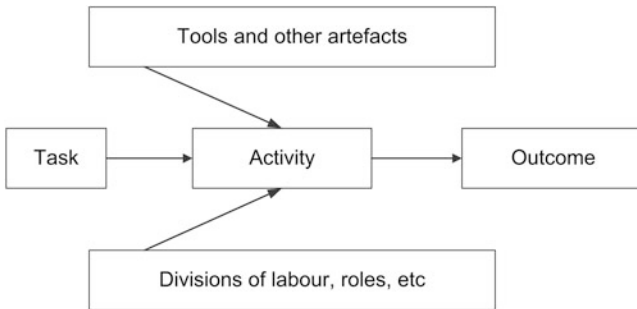 Tools and other artefacts
Task
Activity
Outcome
Divisions of labour, roles, etc